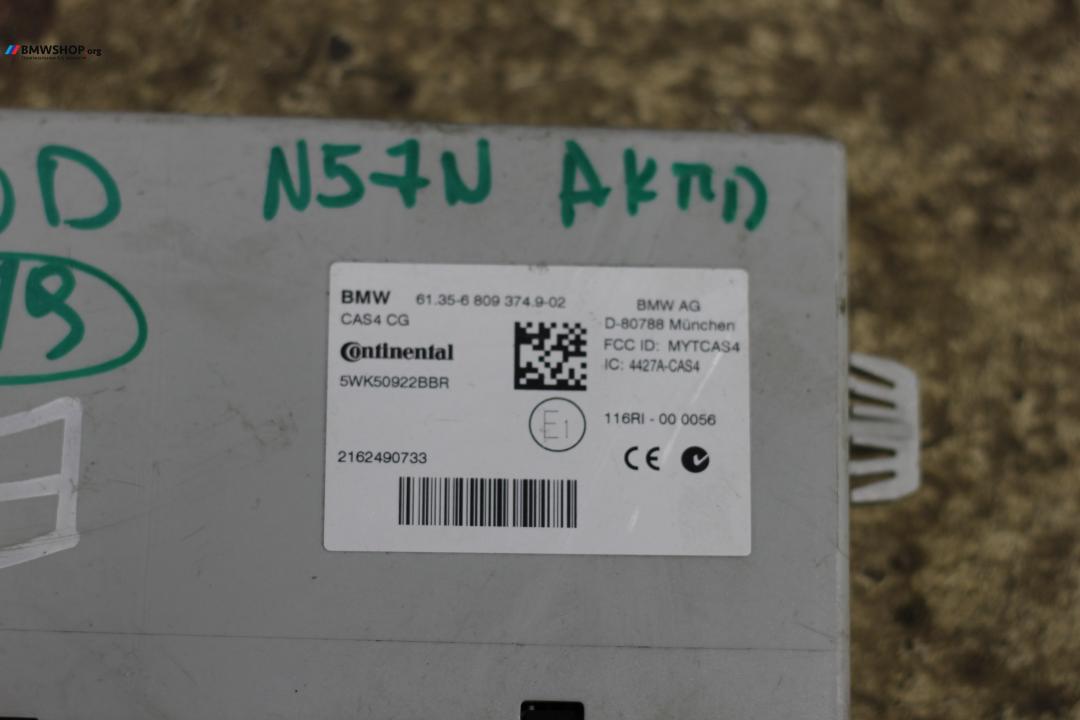 BMWSHOP.org
D N57N АКПП
19
BMW 61.35-6 809 374.9-02
CAS4 CG
Continental
5WK50922BBR
2162490733
BMW AG
D-80788 München
FCC ID: MYTCAS4
IC: 4427A-CAS4
E1
116RI - 00 0056
CE